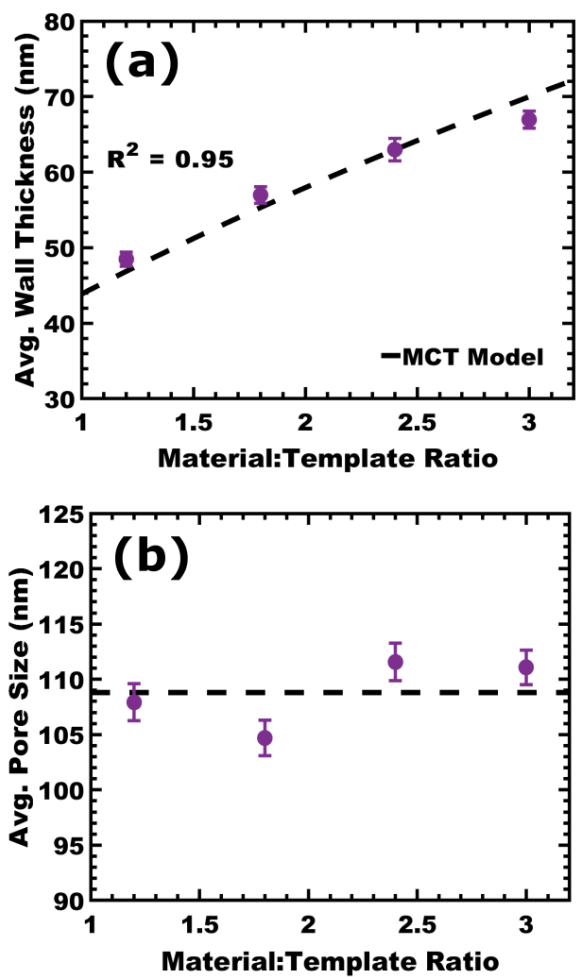 (a)
R² = 0.95
MCT Model
Avg. Wall Thickness (nm)
80
70
60
50
40
30
1 1.5 2 2.5 3
Material:Template Ratio
(b)
Avg. Pore Size (nm)
125
120
115
110
105
100
95
90
1 1.5 2 2.5 3
Material:Template Ratio